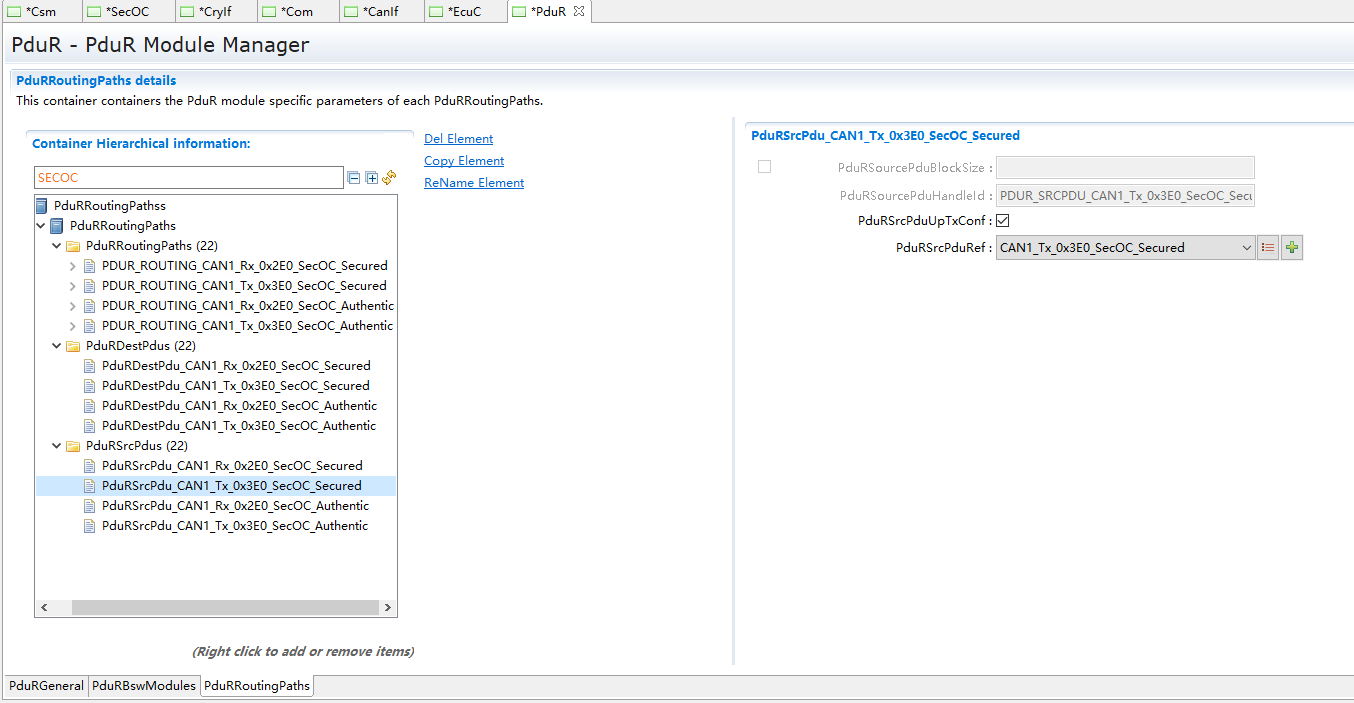 *Csm *SecOC *CryIf *Com *CanIf *EcuC *PduR
PduR - PduR Module Manager
PduRRoutingPaths details
This container containers the PduR module specific parameters of each PduRRoutingPaths.
Container Hierarchical information:
SECOC
Del Element
Copy Element
ReName Element
PduRRoutingPathss
PduRRoutingPaths
PduRRoutingPaths (22)
PDUR_ROUTING_CAN1_Rx_0x2E0_SecOC_Secured
PDUR_ROUTING_CAN1_Tx_0x3E0_SecOC_Secured
PDUR_ROUTING_CAN1_Rx_0x2E0_SecOC_Authentic
PDUR_ROUTING_CAN1_Tx_0x3E0_SecOC_Authentic
PduRDestPdus (22)
PduRDestPdu_CAN1_Rx_0x2E0_SecOC_Secured
PduRDestPdu_CAN1_Tx_0x3E0_SecOC_Secured
PduRDestPdu_CAN1_Rx_0x2E0_SecOC_Authentic
PduRDestPdu_CAN1_Tx_0x3E0_SecOC_Authentic
PduRSrcPdus (22)
PduRSrcPdu_CAN1_Rx_0x2E0_SecOC_Secured
PduRSrcPdu_CAN1_Tx_0x3E0_SecOC_Secured
PduRSrcPdu_CAN1_Rx_0x2E0_SecOC_Authentic
PduRSrcPdu_CAN1_Tx_0x3E0_SecOC_Authentic
(Right click to add or remove items)
PduRSrcPdu_CAN1_Tx_0x3E0_SecOC_Secured
PduRSourcePduBlockSize :
PduRSourcePduHandleId : PDUR_SRCPDU_CAN1_Tx_0x3E0_SecOC_Secu
PduRSrcPduUpTxConf :
PduRSrcPduRef : CAN1_Tx_0x3E0_SecOC_Secured
PduRGeneral PduRBswModules PduRRoutingPaths